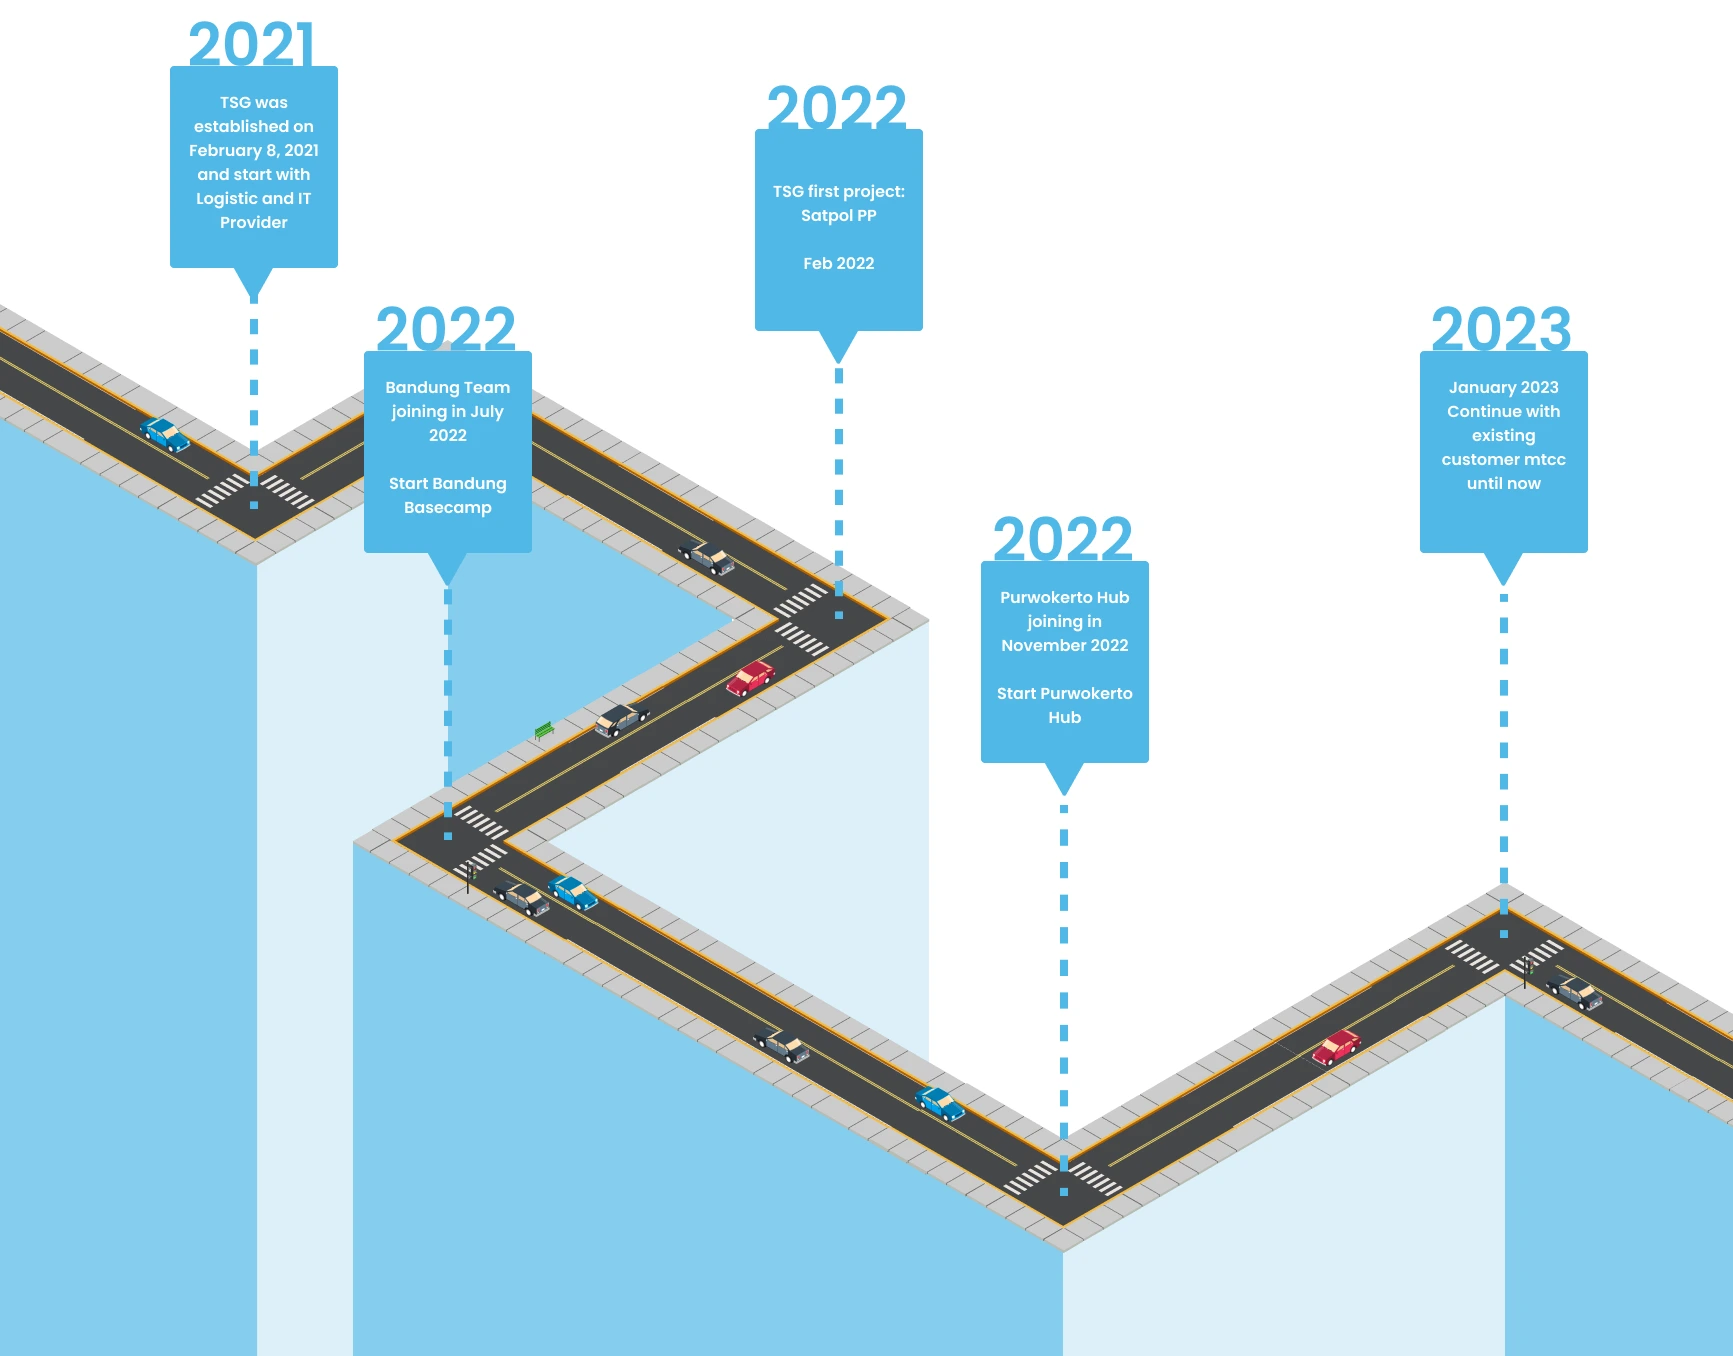 2021
TSG was
established on
February 8, 2021
and start with
Logistic and IT
Provider
2022
TSG first project:
Satpol PP
Feb 2022
2022
Bandung Team
joining in July
2022
Start Bandung
Basecamp
2022
Purwokerto Hub
joining in
November 2022
Start Purwokerto
Hub
2023
January 2023
Continue with
existing
customer mtcc
until now